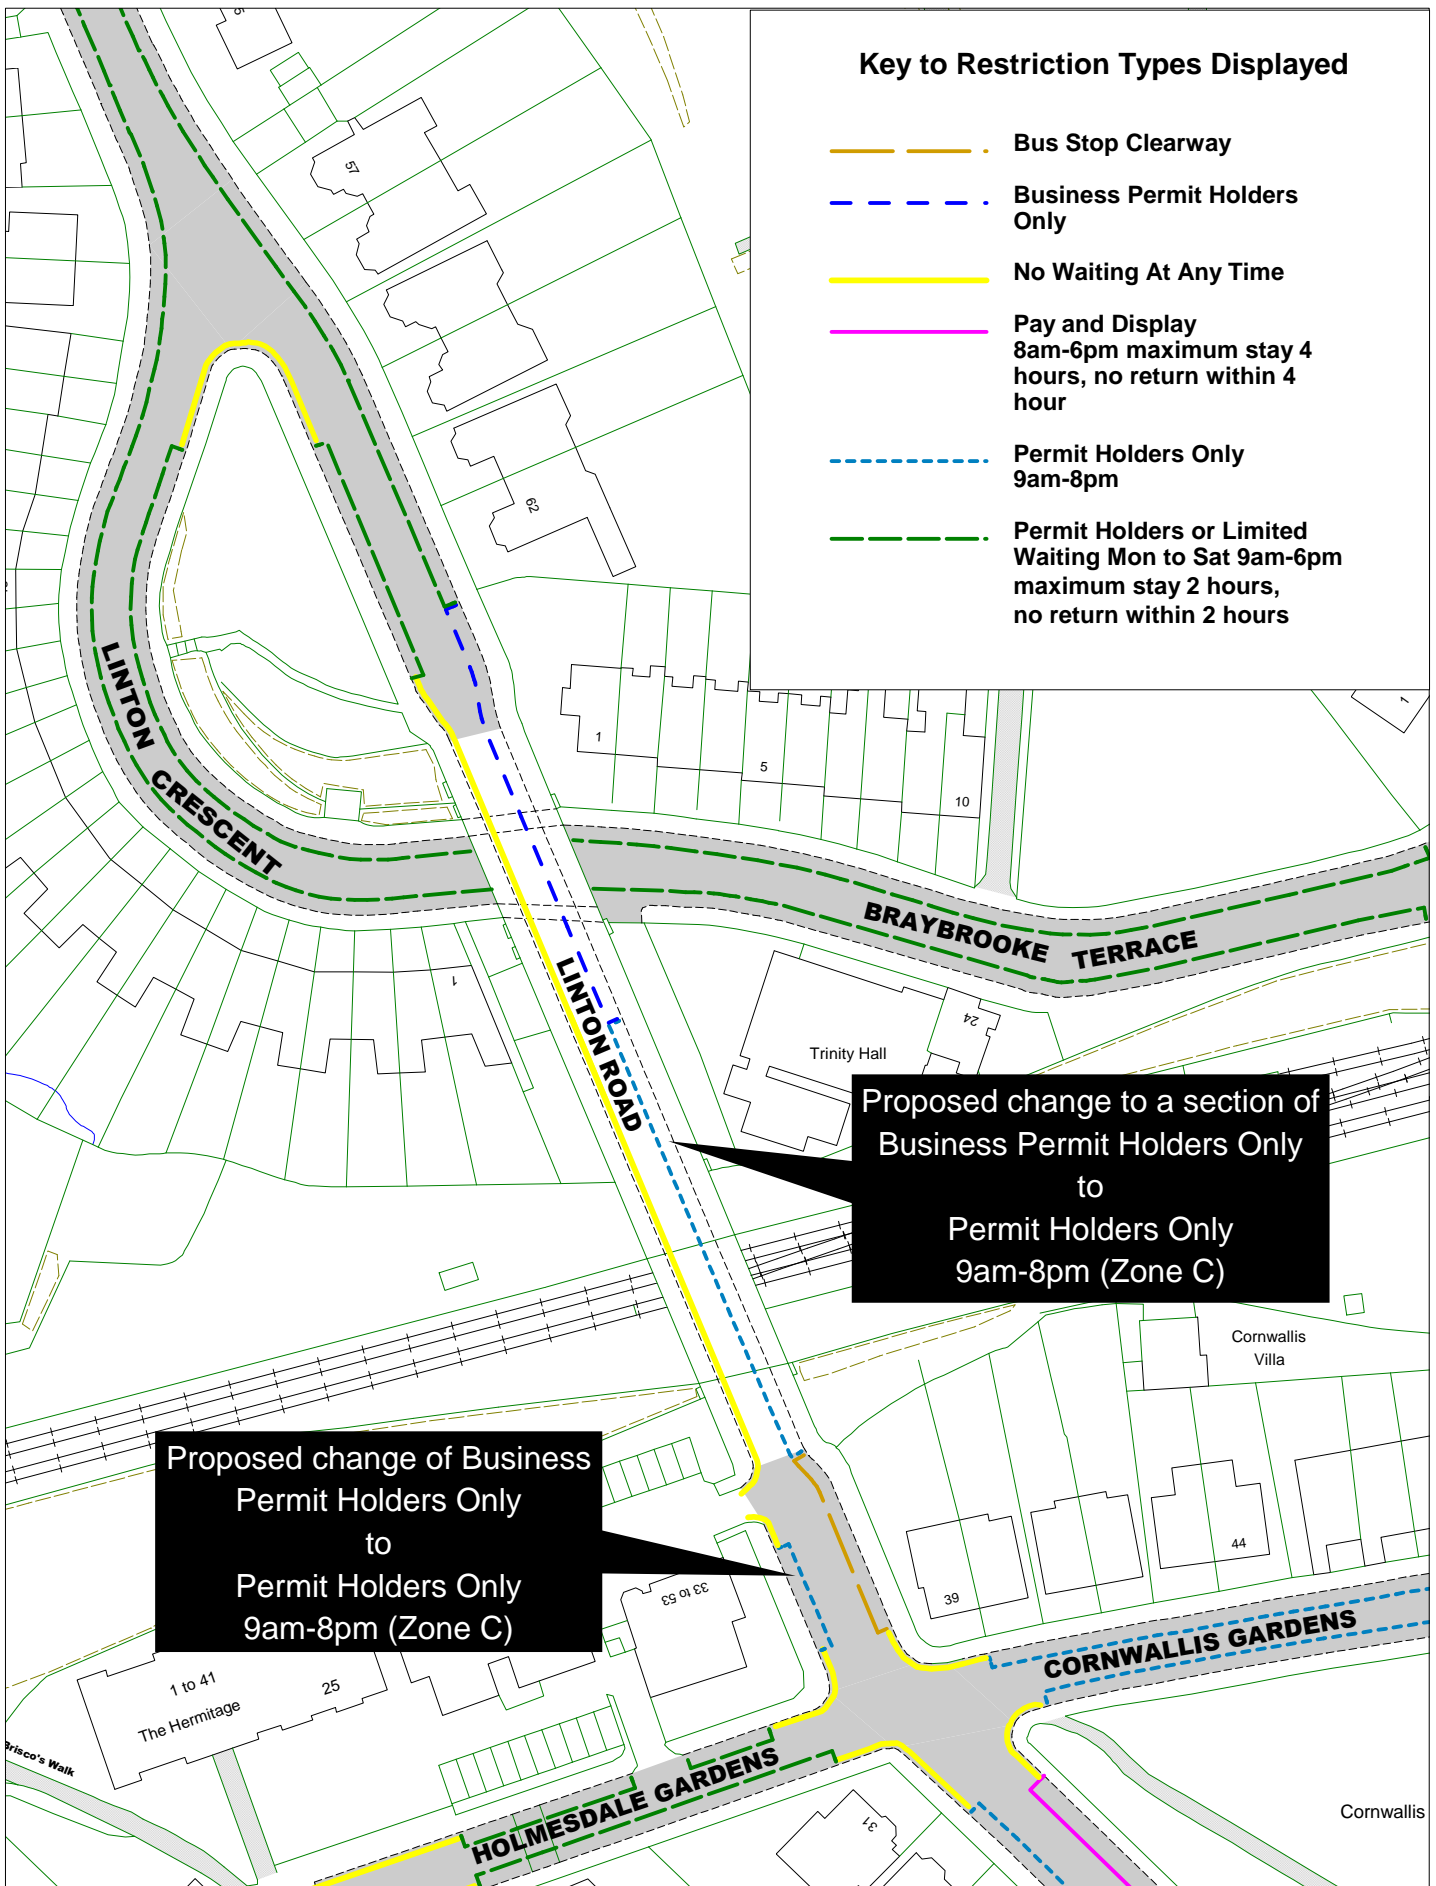 Key to Restriction Types Displayed
Bus Stop Clearway
Business Permit Holders
Only
No Waiting At Any Time
Pay and Display
8am-6pm maximum stay 4
hours, no return within 4
hour
Permit Holders Only
9am-8pm
Permit Holders or Limited
Waiting Mon to Sat 9am-6pm
maximum stay 2 hours,
no return within 2 hours
57
62
1
5
10
1
LINTON CRESCENT
BRAYBROOKE TERRACE
LINTON ROAD
1
24
Trinity Hall
Proposed change to a section of
Business Permit Holders Only
to
Permit Holders Only
9am-8pm (Zone C)
Cornwallis
Villa
Proposed change of Business
Permit Holders Only
to
Permit Holders Only
9am-8pm (Zone C)
33 to 53
39
44
CORNWALLIS GARDENS
1 to 41
25
The Hermitage
Brisco's Walk
HOLMESDALE GARDENS
31
Cornwallis